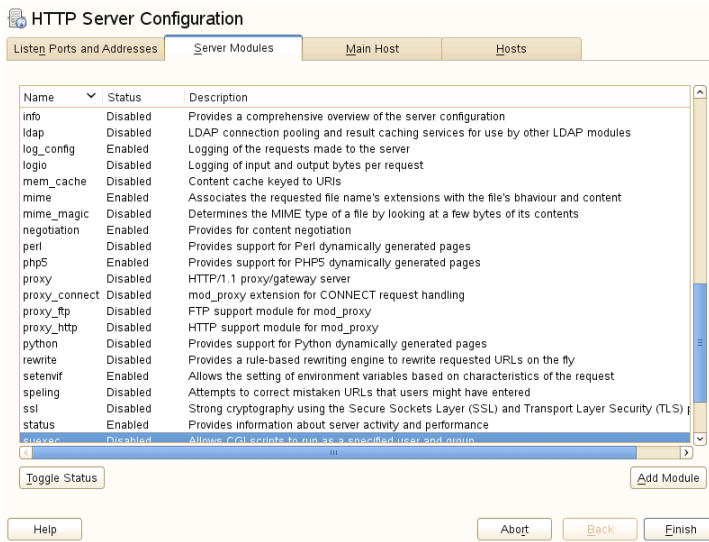 HTTP Server Configuration
Listen Ports and Addresses Server Modules Main Host Hosts
Name Status Description
info Disabled Provides a comprehensive overview of the server configuration
ldap Disabled LDAP connection pooling and result caching services for use by other LDAP modules
log_config Enabled Logging of the requests made to the server
logio Disabled Logging of input and output bytes per request
mem_cache Disabled Content cache keyed to URIs
mime Enabled Associates the requested file name's extensions with the file's bhaviour and content
mime_magic Disabled Determines the MIME type of a file by looking at a few bytes of its contents
negotiation Enabled Provides for content negotiation
perl Disabled Provides support for Perl dynamically generated pages
php5 Enabled Provides support for PHP5 dynamically generated pages
proxy Disabled HTTP/1.1 proxy/gateway server
proxy_connect Disabled mod_proxy extension for CONNECT request handling
proxy_ftp Disabled FTP support module for mod_proxy
proxy_http Disabled HTTP support module for mod_proxy
python Disabled Provides support for Python dynamically generated pages
rewrite Disabled Provides a rule-based rewriting engine to rewrite requested URLs on the fly
setenvif Enabled Allows the setting of environment variables based on characteristics of the request
speling Disabled Attempts to correct mistaken URLs that users might have entered
ssl Disabled Strong cryptography using the Secure Sockets Layer (SSL) and Transport Layer Security (TLS)
status Enabled Provides information about server activity and performance
suexec Disabled Allows CGI scripts to run as a specified user and group
Toggle Status Add Module
Help Abort Back Finish